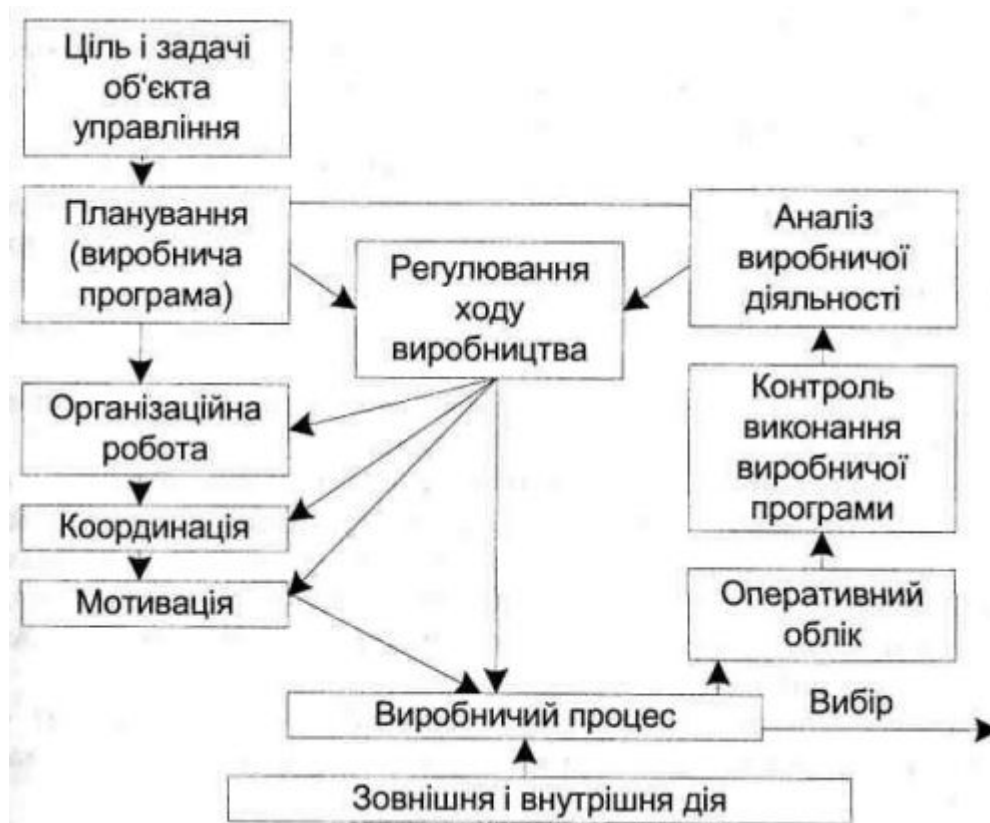 Ціль і задачі
об'єкта
управління
Планування
(виробнича
програма)
Регулювання
ходу
виробництва
Аналіз
виробничої
діяльності
Організаційна
робота
Контроль
виконання
виробничої
програми
Координація
Мотивація
Оперативний
облік
Виробничий процес
Вибір
Зовнішня і внутрішня дія